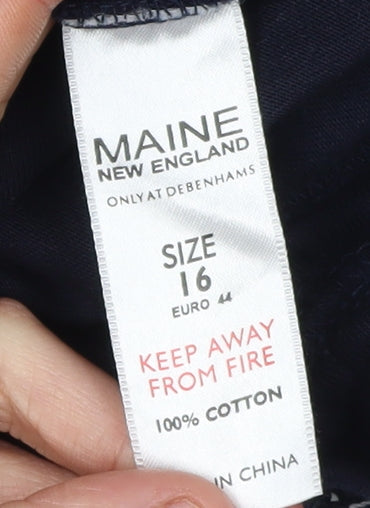 MAINE
NEW ENGLAND
ONLY AT DEBENHAMS
SIZE
16
EURO 44
KEEP AWAY
FROM FIRE
100% COTTON
IN CHINA